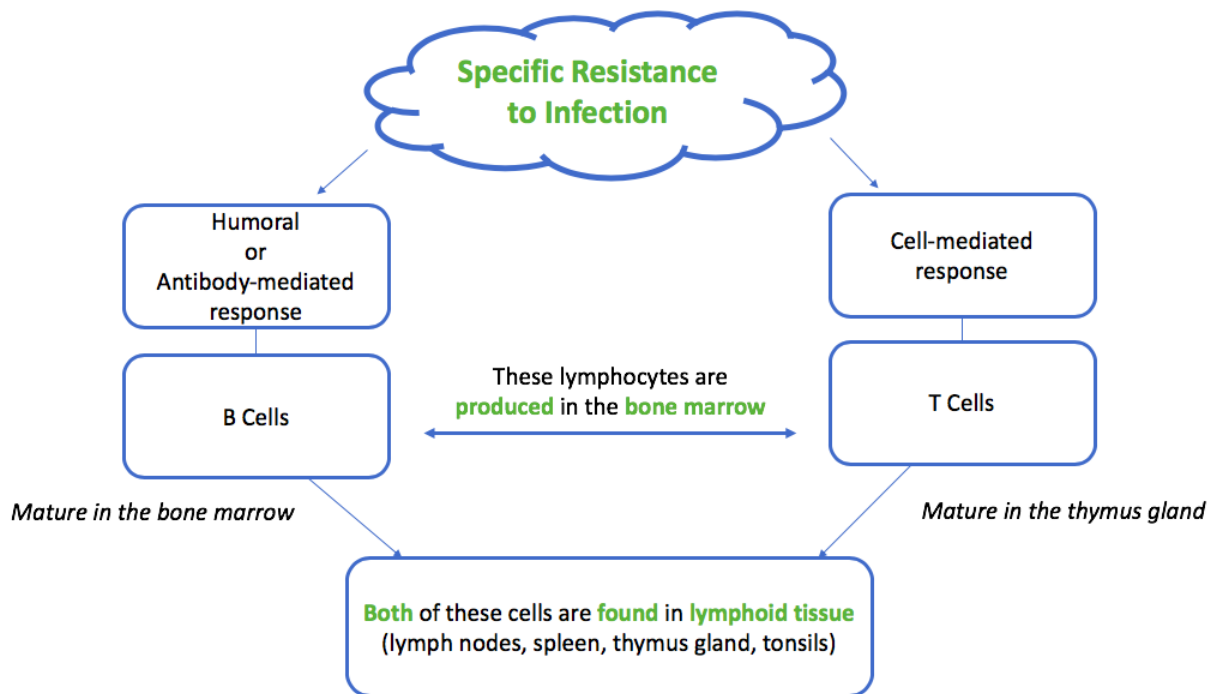 Specific Resistance
to Infection
Humoral
or
Antibody-mediated
response
Cell-mediated
response
These lymphocytes are
produced in the bone marrow
B Cells
T Cells
Mature in the bone marrow
Mature in the thymus gland
Both of these cells are found in lymphoid tissue
(lymph nodes, spleen, thymus gland, tonsils)